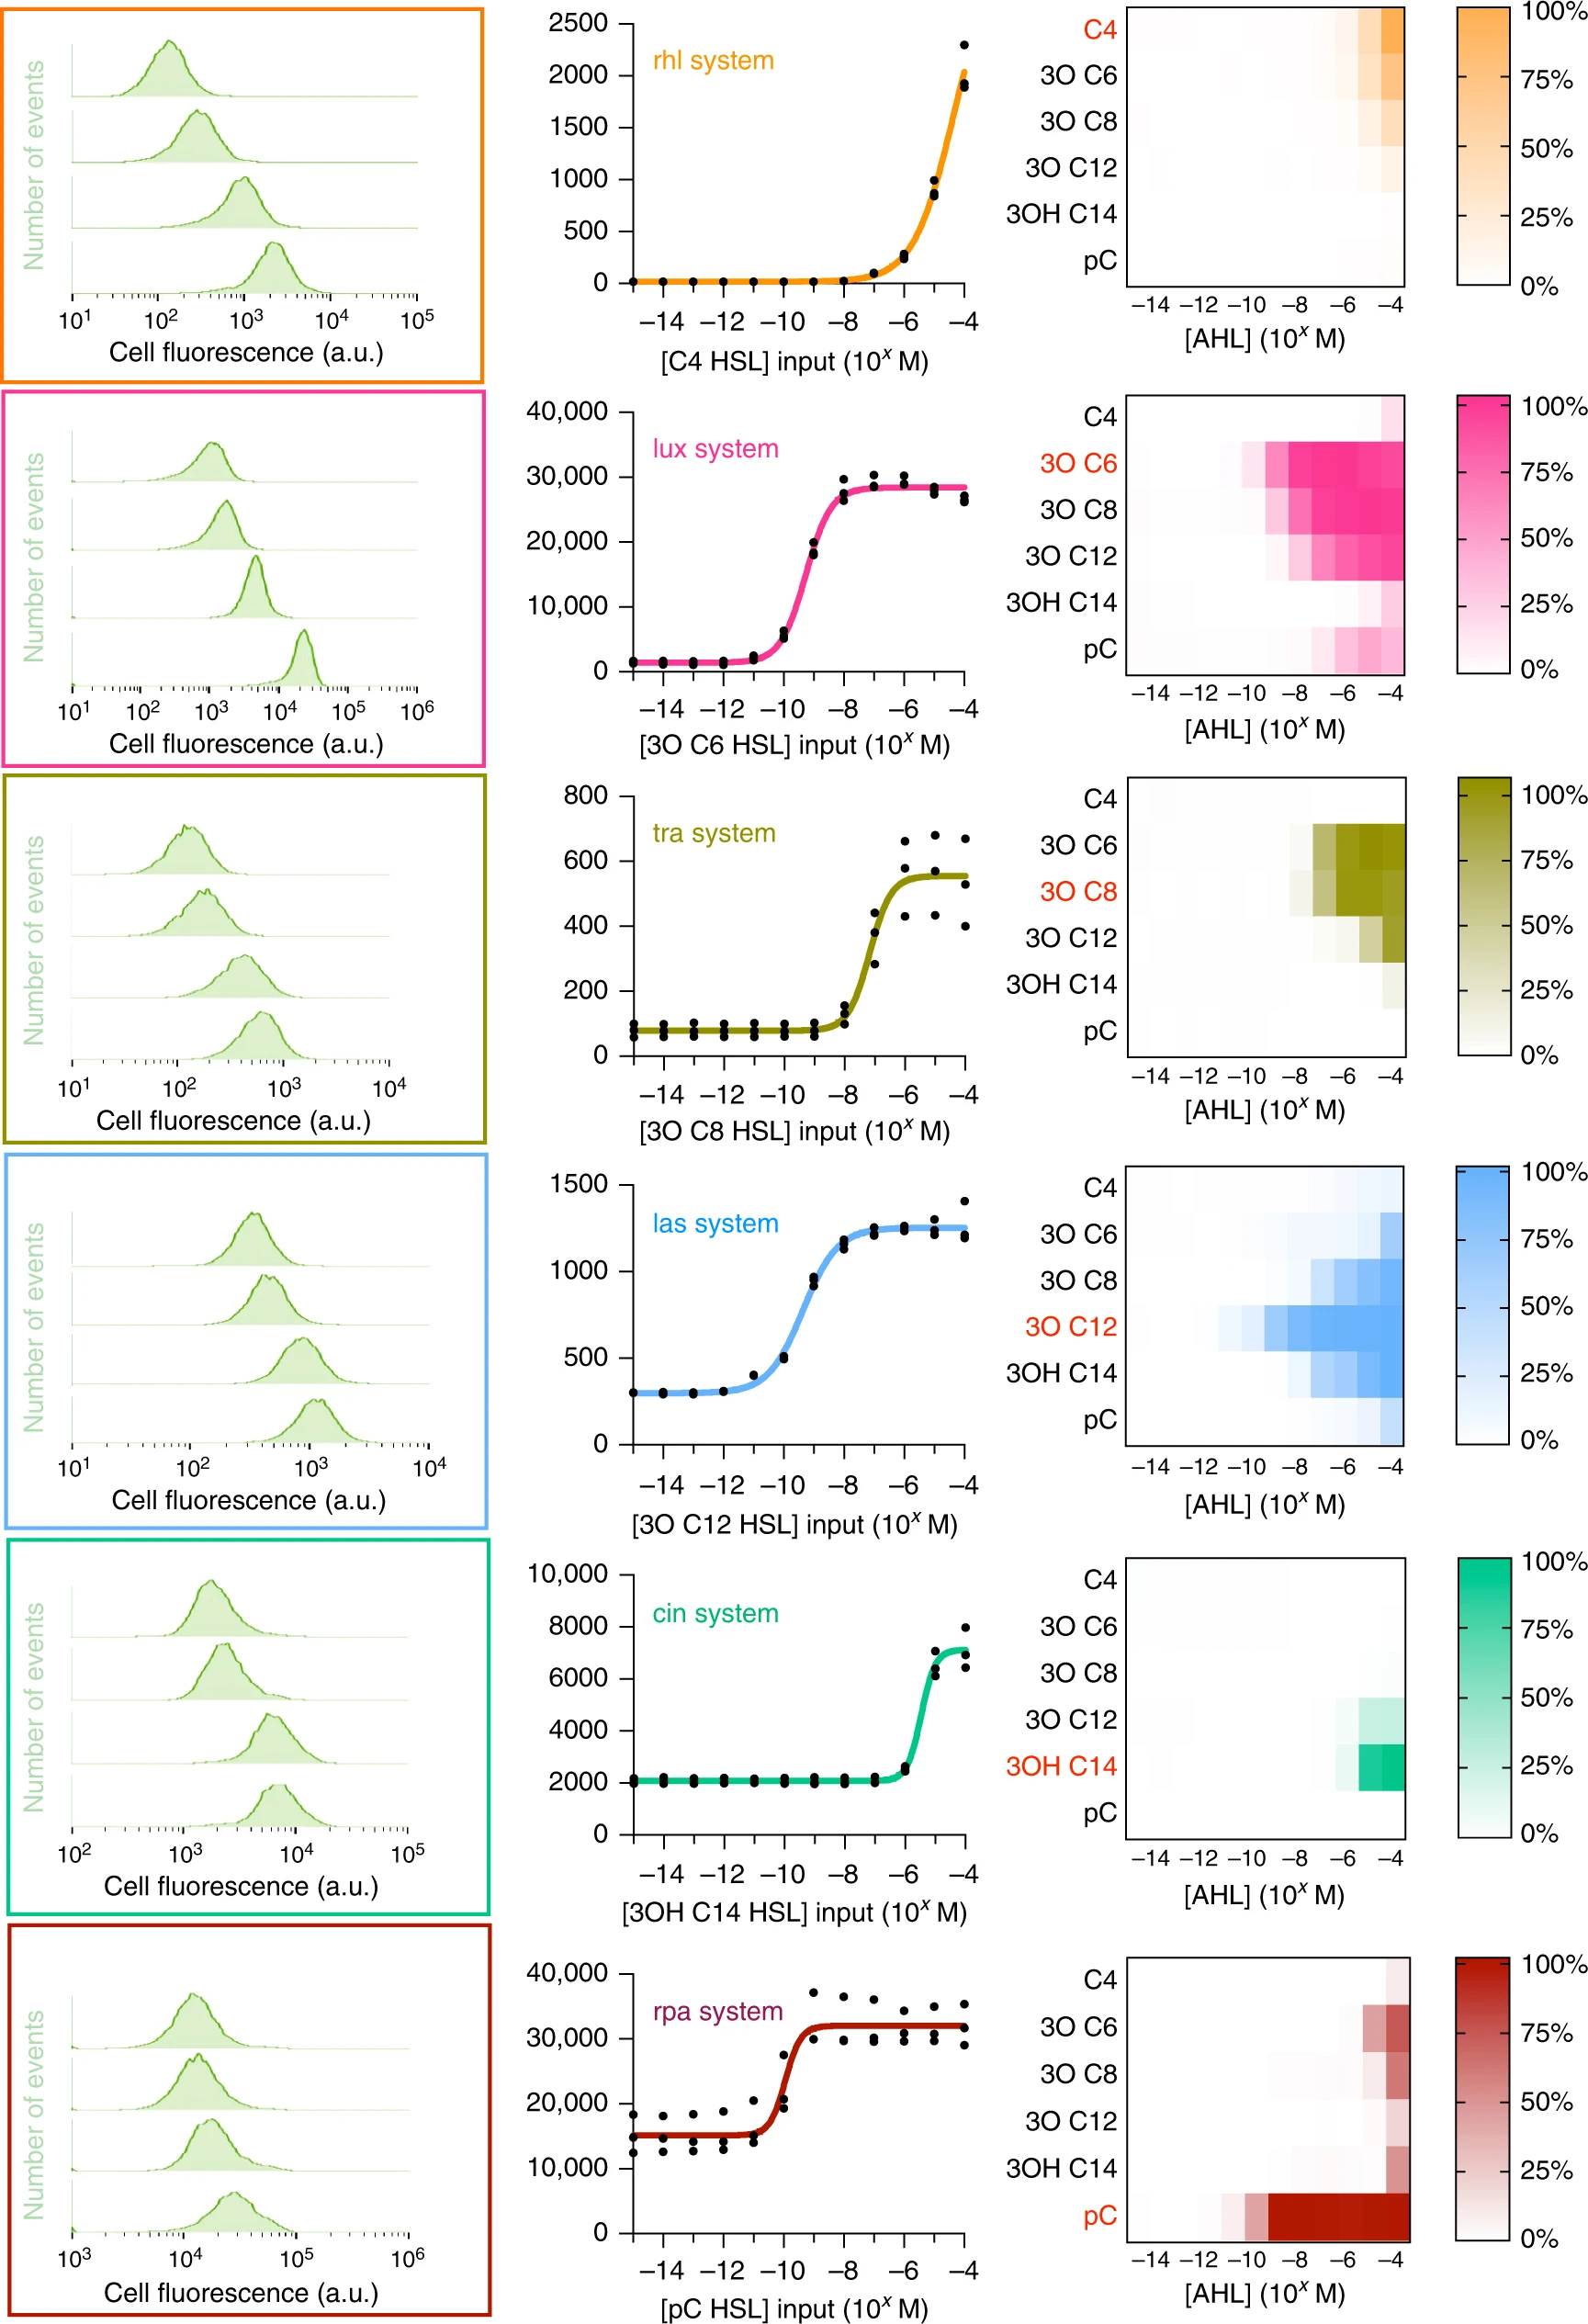 Number of events
10¹ 10² 10³ 10⁴ 10⁵
Cell fluorescence (a.u.)
2500
2000
1500
1000
500
0
rhl system
−14 −12 −10 −8 −6 −4
[C4 HSL] input (10ˣ M)
C4
3O C6
3O C8
3O C12
3OH C14
pC
−14 −12 −10 −8 −6 −4
[AHL] (10ˣ M)
100%
75%
50%
25%
0%
Number of events
10¹ 10² 10³ 10⁴ 10⁵ 10⁶
Cell fluorescence (a.u.)
40,000
30,000
20,000
10,000
0
lux system
−14 −12 −10 −8 −6 −4
[3O C6 HSL] input (10ˣ M)
C4
3O C6
3O C8
3O C12
3OH C14
pC
−14 −12 −10 −8 −6 −4
[AHL] (10ˣ M)
100%
75%
50%
25%
0%
Number of events
10¹ 10² 10³ 10⁴
Cell fluorescence (a.u.)
800
600
400
200
0
tra system
−14 −12 −10 −8 −6 −4
[3O C8 HSL] input (10ˣ M)
C4
3O C6
3O C8
3O C12
3OH C14
pC
−14 −12 −10 −8 −6 −4
[AHL] (10ˣ M)
100%
75%
50%
25%
0%
Number of events
10¹ 10² 10³ 10⁴
Cell fluorescence (a.u.)
1500
1000
500
0
las system
−14 −12 −10 −8 −6 −4
[3O C12 HSL] input (10ˣ M)
C4
3O C6
3O C8
3O C12
3OH C14
pC
−14 −12 −10 −8 −6 −4
[AHL] (10ˣ M)
100%
75%
50%
25%
0%
Number of events
10² 10³ 10⁴ 10⁵
Cell fluorescence (a.u.)
10,000
8000
6000
4000
2000
0
cin system
−14 −12 −10 −8 −6 −4
[3OH C14 HSL] input (10ˣ M)
C4
3O C6
3O C8
3O C12
3OH C14
pC
−14 −12 −10 −8 −6 −4
[AHL] (10ˣ M)
100%
75%
50%
25%
0%
Number of events
10³ 10⁴ 10⁵ 10⁶
Cell fluorescence (a.u.)
40,000
30,000
20,000
10,000
0
rpa system
−14 −12 −10 −8 −6 −4
[pC HSL] input (10ˣ M)
C4
3O C6
3O C8
3O C12
3OH C14
pC
−14 −12 −10 −8 −6 −4
[AHL] (10ˣ M)
100%
75%
50%
25%
0%